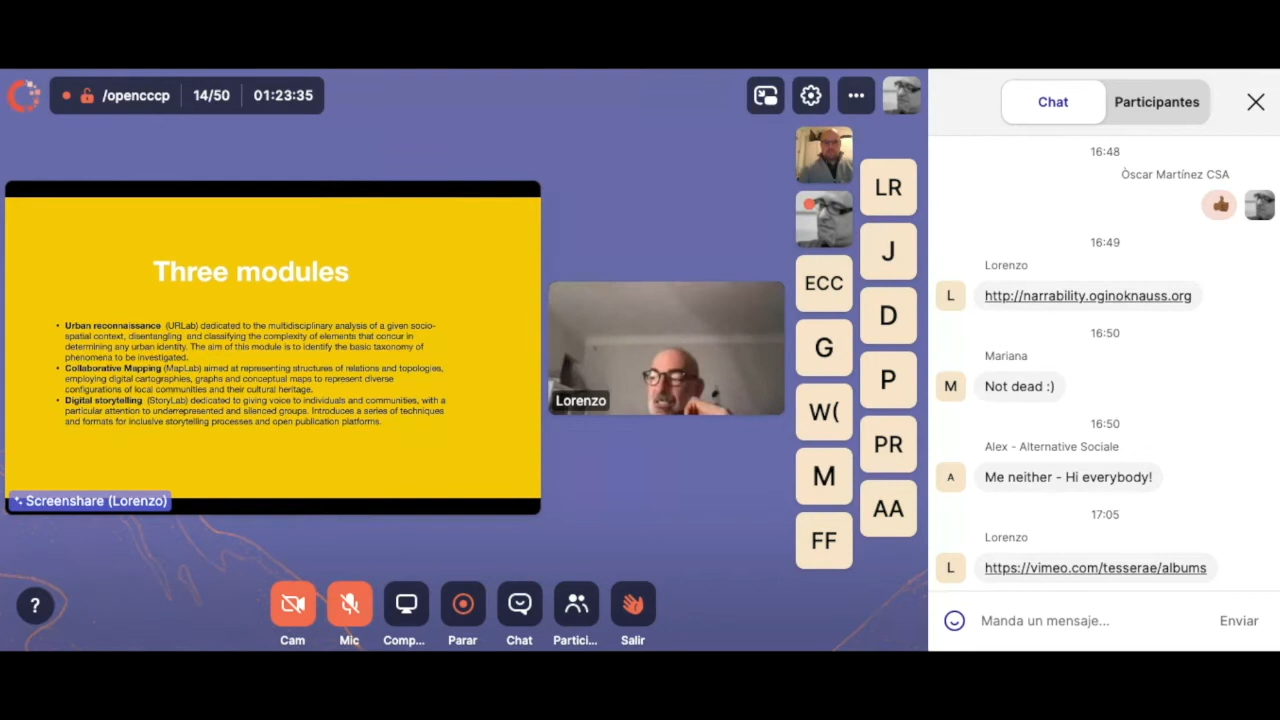 /opencccp
14/50
01:23:35
Three modules
• Urban reconnaissance (URLab) dedicated to the multidisciplinary analysis of a given socio-
spatial context, disentangling and classifying the complexity of elements that concur in
determining any urban identity. The aim of this module is to identify the basic taxonomy of
phenomena to be investigated.
• Collaborative Mapping (MapLab) aimed at representing structures of relations and topologies,
employing digital cartographies, graphs and conceptual maps to represent diverse
configurations of local communities and their cultural heritage.
• Digital storytelling (StoryLab) dedicated to giving voice to individuals and communities, with a
particular attention to underrepresented and silenced groups. Introduces a series of techniques
and formats for inclusive storytelling processes and open publication platforms.
Screenshare (Lorenzo)
Lorenzo
ECC
G
W(
M
FF
LR
J
D
P
PR
AA
?
Cam
Mic
Comp...
Parar
Chat
Partici...
Salir
Chat
Participantes
16:48
Òscar Martínez CSA
16:49
Lorenzo
L
http://narrability.oginoknauss.org
16:50
Mariana
M
Not dead :)
16:50
Alex - Alternative Sociale
A
Me neither - Hi everybody!
17:05
Lorenzo
L
https://vimeo.com/tesserae/albums
Manda un mensaje...
Enviar